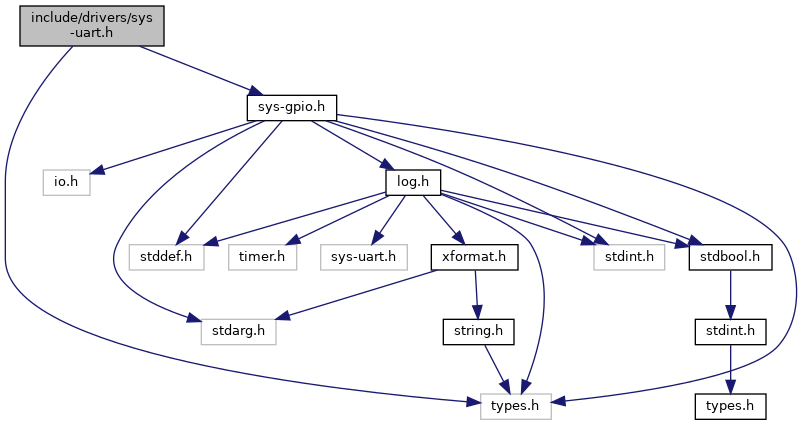 include/drivers/sys
-uart.h
sys-gpio.h
io.h
log.h
stddef.h
timer.h
sys-uart.h
xformat.h
stdint.h
stdbool.h
stdarg.h
string.h
stdint.h
types.h
types.h